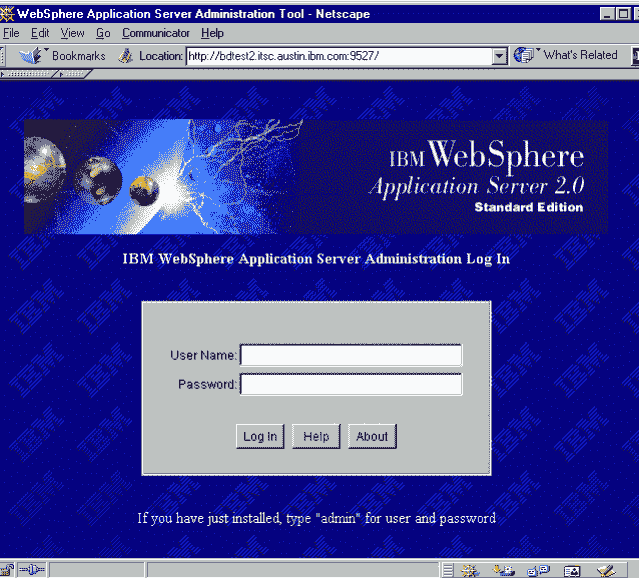 WebSphere Application Server Administration Tool - Netscape
File Edit View Go Communicator Help
Bookmarks Location: http://bdtest2.itsc.austin.ibm.com:9527/ What's Related
IBM WebSphere
Application Server 2.0
Standard Edition
IBM WebSphere Application Server Administration Log In
User Name:
Password:
Log In Help About
If you have just installed, type "admin" for user and password